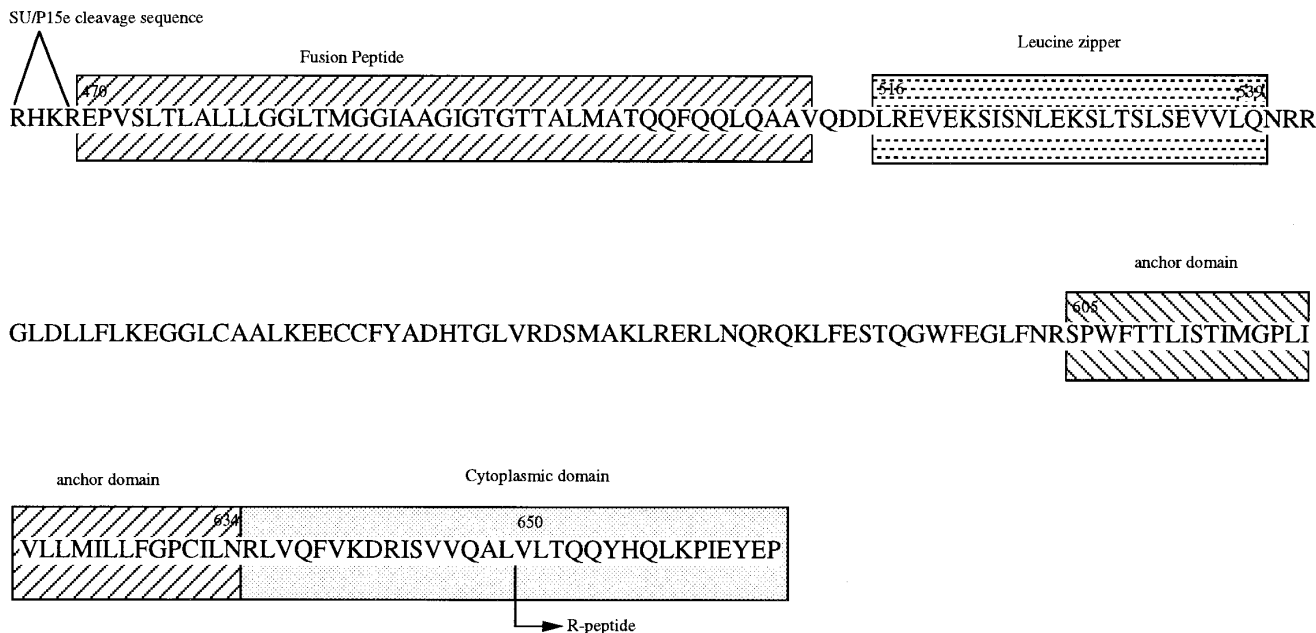 SU/P15e cleavage sequence
Fusion Peptide
Leucine zipper
470
516
539
RHKREPVSLTLALLLGGLTMGGIAAGIGTGTTALMATQQFQQLQAAVQDDLREVEKSISNLEKSLTSLSEVVLQNRR
anchor domain
605
GLDLLFLKEGGLCAALKEECCFYADHTGLVRDSMAKLRERLNQRQKLFESTQGWFEGLFNRSPWFTTLISTIMGPLI
anchor domain
Cytoplasmic domain
634
650
VLLMILLFGPCILNRLVQFVKDRISVVQALVLTQQYHQLKPIEYEP
R-peptide